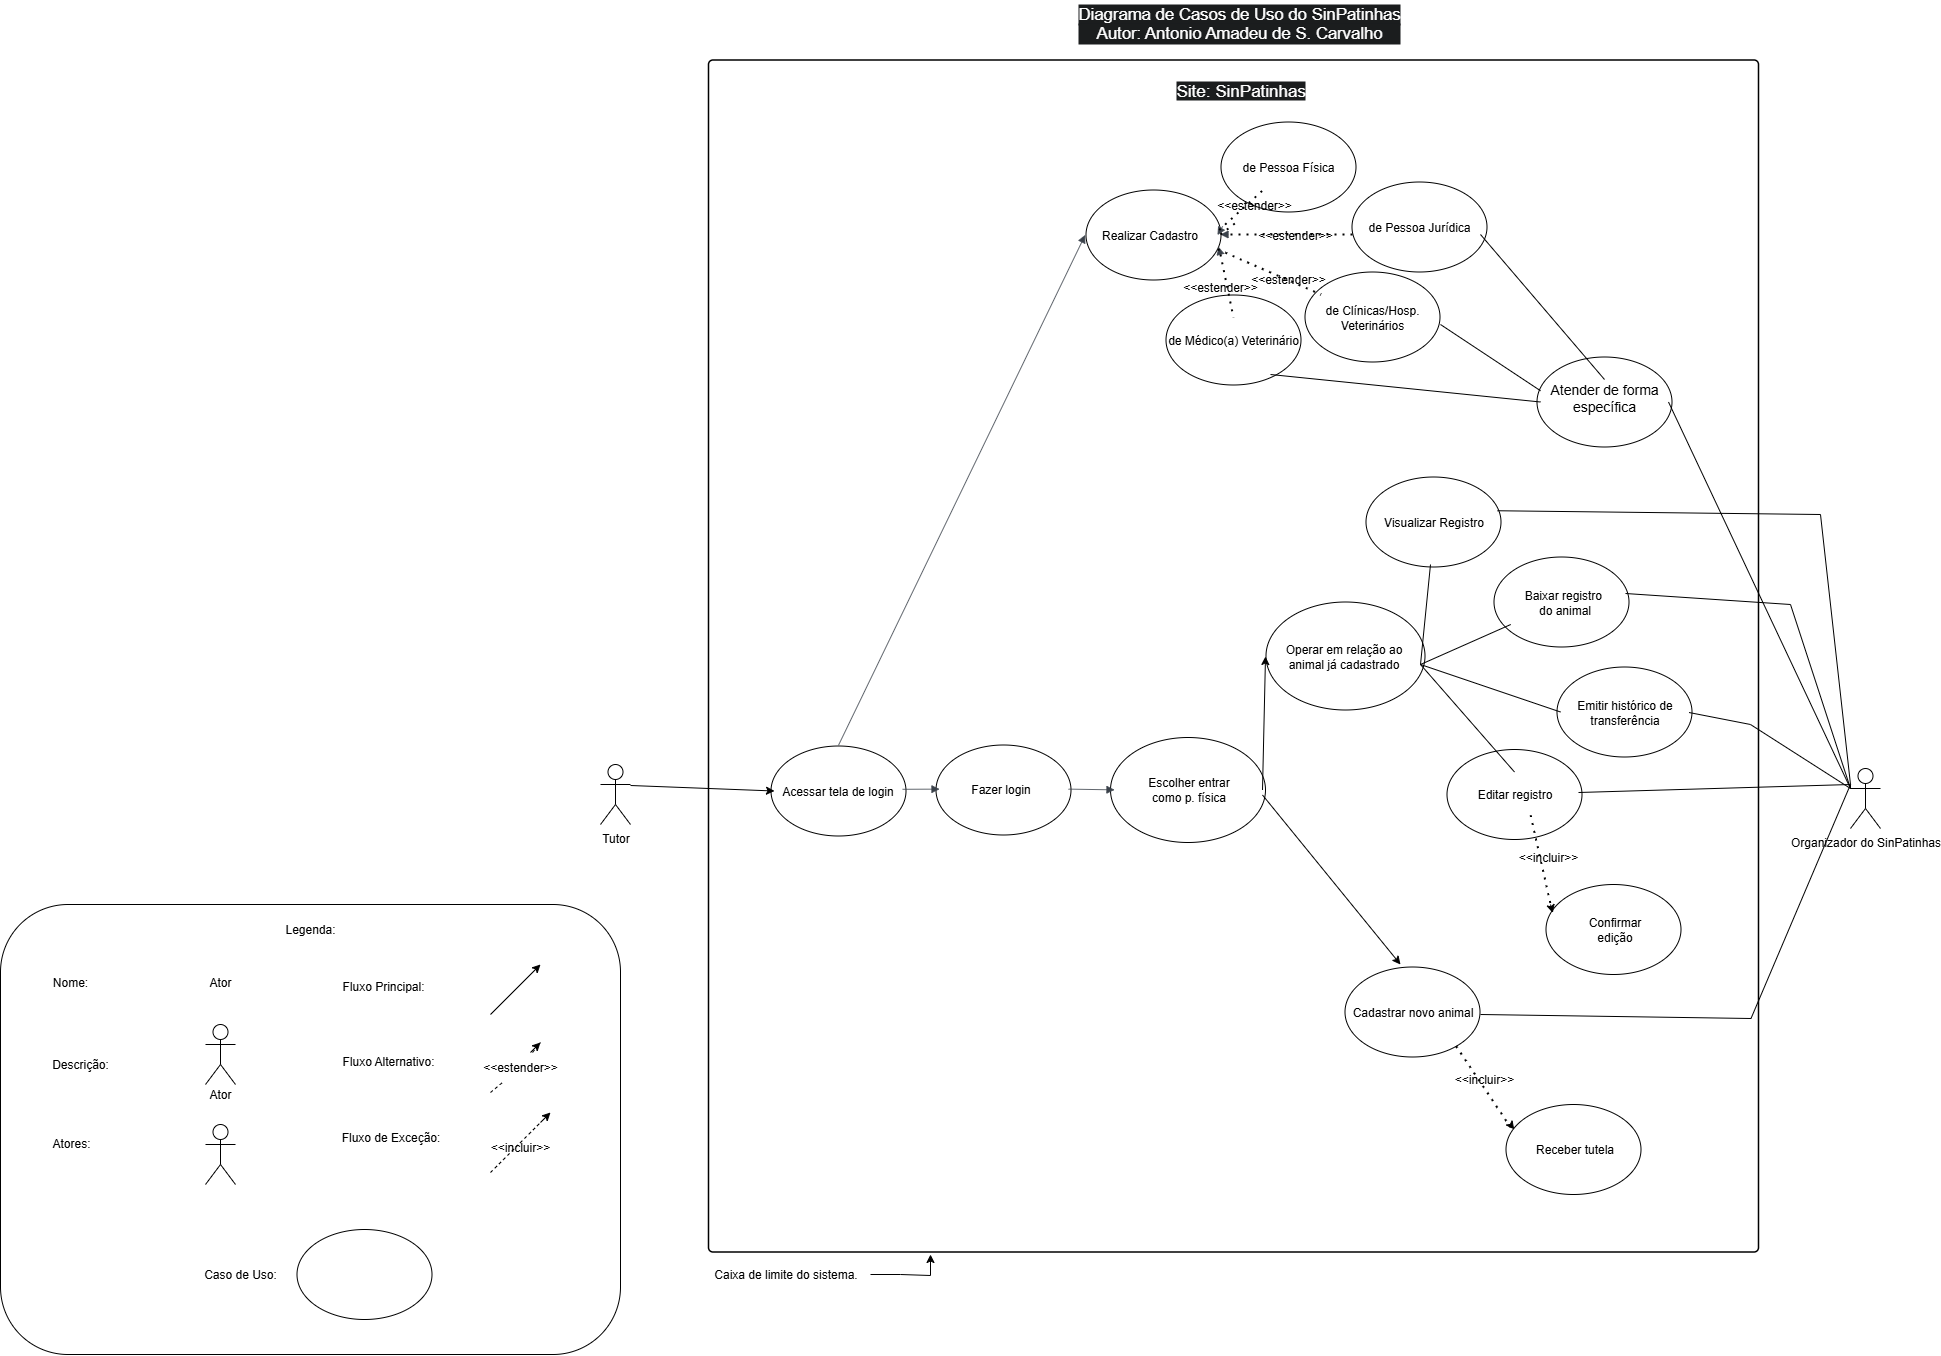 Diagrama de Casos de Uso do SinPatinhas
Autor: Antonio Amadeu de S. Carvalho
Site: SinPatinhas
de Pessoa Física
<<estender>>
de Pessoa Jurídica
Realizar Cadastro
<<estender>>
<<estender>>
<<estender>>
de Clínicas/Hosp.
Veterinários
de Médico(a) Veterinário
Atender de forma
específica
Visualizar Registro
Baixar registro
do animal
Operar em relação ao
animal já cadastrado
Emitir histórico de
transferência
Acessar tela de login
Fazer login
Escolher entrar
como p. física
Editar registro
Tutor
Organizador do SinPatinhas
<<incluir>>
Confirmar
edição
Cadastrar novo animal
<<incluir>>
Receber tutela
Caixa de limite do sistema.
Legenda:
Nome:
Ator
Fluxo Principal:
Descrição:
Ator
Fluxo Alternativo:
<<estender>>
Atores:
Fluxo de Exceção:
<<incluir>>
Caso de Uso: